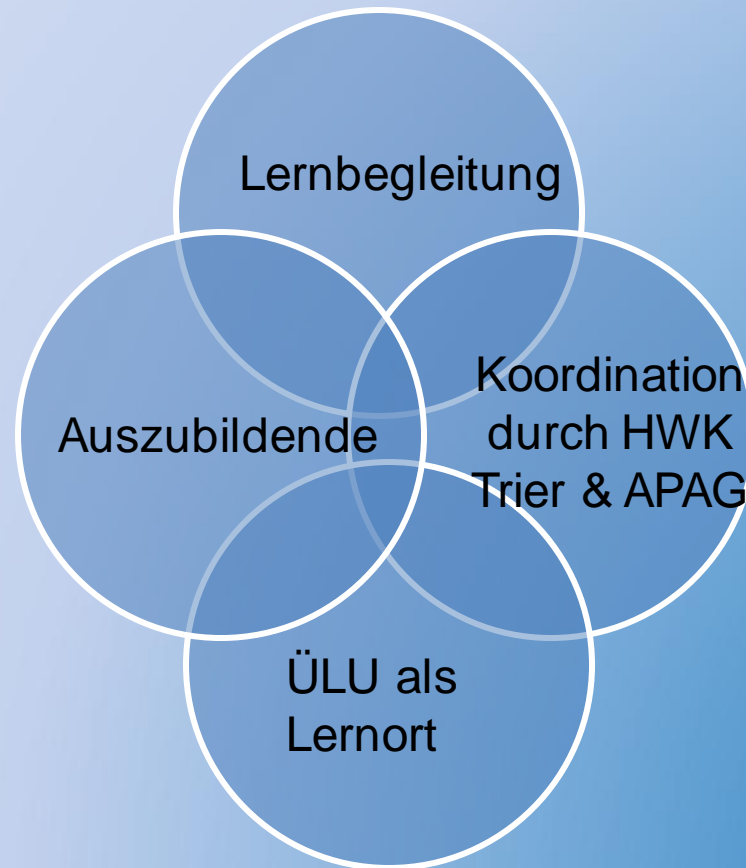 Lernbegleitung
Auszubildende
Koordination
durch HWK
Trier & APAG
ÜLU als
Lernort